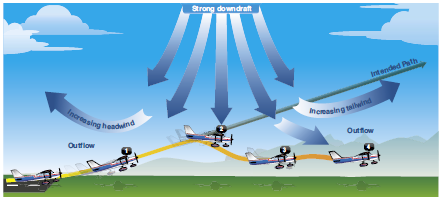 Strong downdraft
Intended Path
Increasing headwind
Increasing tailwind
Outflow
Outflow
1
2
3
4